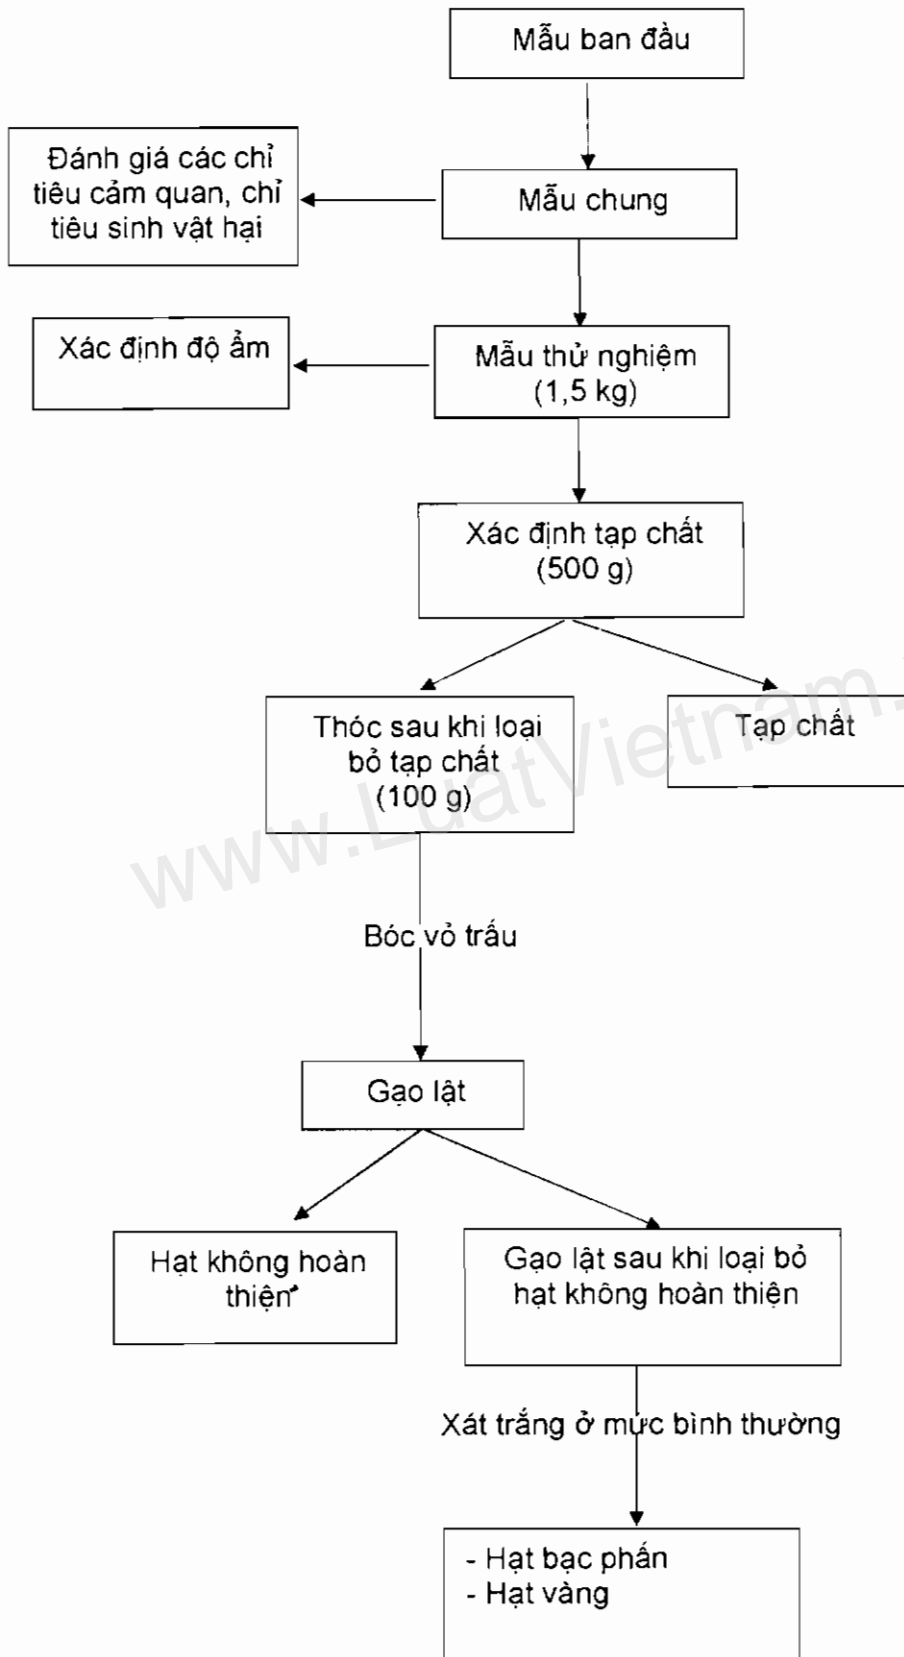 Mẫu ban đầu
Đánh giá các chỉ
tiêu cảm quan, chỉ
tiêu sinh vật hại
Mẫu chung
Xác định độ ẩm
Mẫu thử nghiệm
(1,5 kg)
Xác định tạp chất
(500 g)
Thóc sau khi loại
bỏ tạp chất
(100 g)
Tạp chất
www.LuatVietnam.
Bóc vỏ trấu
Gạo lật
Hạt không hoàn
thiện
Gạo lật sau khi loại bỏ
hạt không hoàn thiện
Xát trắng ở mức bình thường
- Hạt bạc phấn
- Hạt vàng